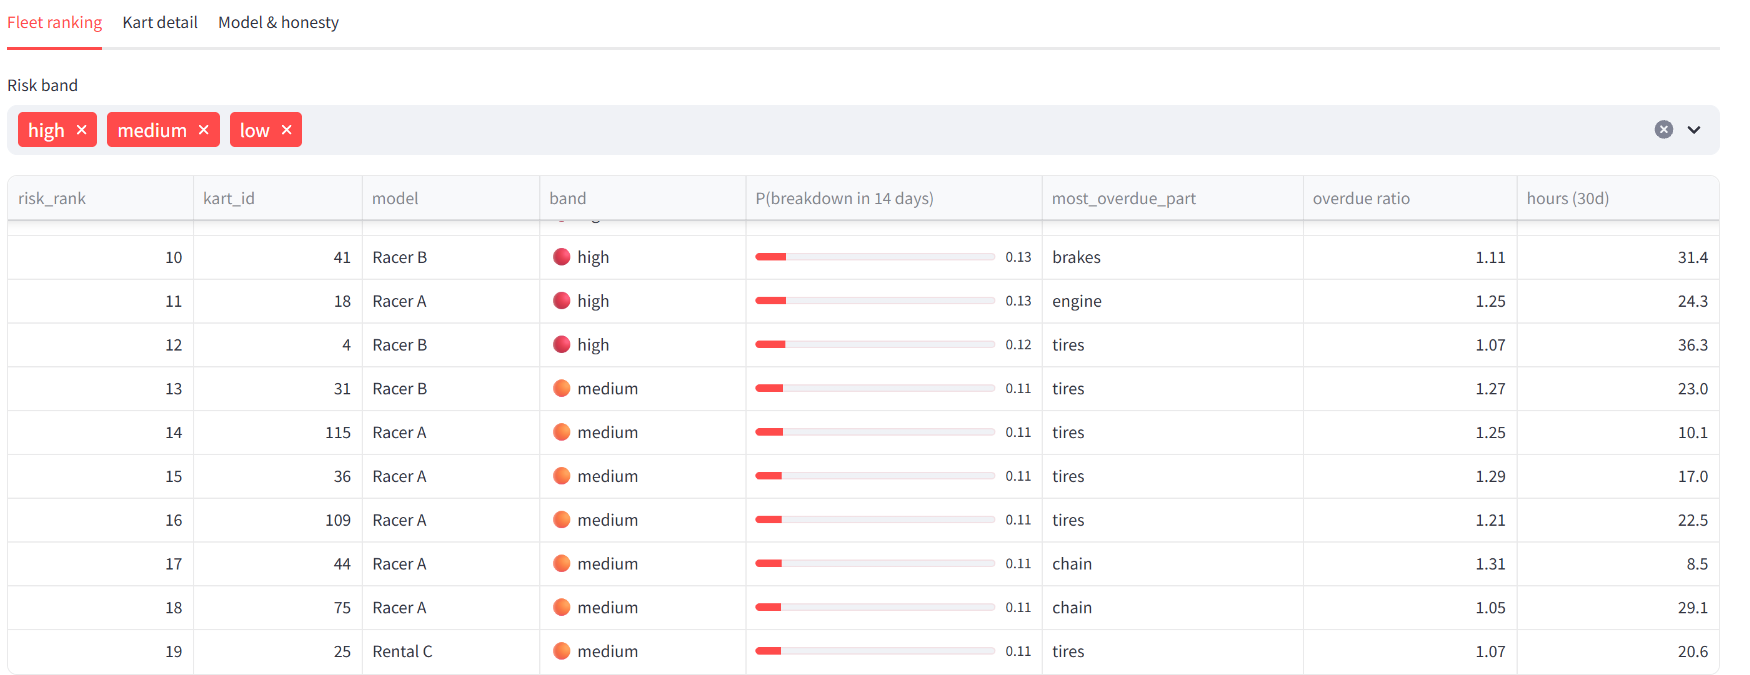 Fleet ranking Kart detail Model & honesty
Risk band
high × medium × low ×
risk_rank kart_id model band P(breakdown in 14 days) most_overdue_part overdue ratio hours (30d)
10 41 Racer B high 0.13 brakes 1.11 31.4
11 18 Racer A high 0.13 engine 1.25 24.3
12 4 Racer B high 0.12 tires 1.07 36.3
13 31 Racer B medium 0.11 tires 1.27 23.0
14 115 Racer A medium 0.11 tires 1.25 10.1
15 36 Racer A medium 0.11 tires 1.29 17.0
16 109 Racer A medium 0.11 tires 1.21 22.5
17 44 Racer A medium 0.11 chain 1.31 8.5
18 75 Racer A medium 0.11 chain 1.05 29.1
19 25 Rental C medium 0.11 tires 1.07 20.6